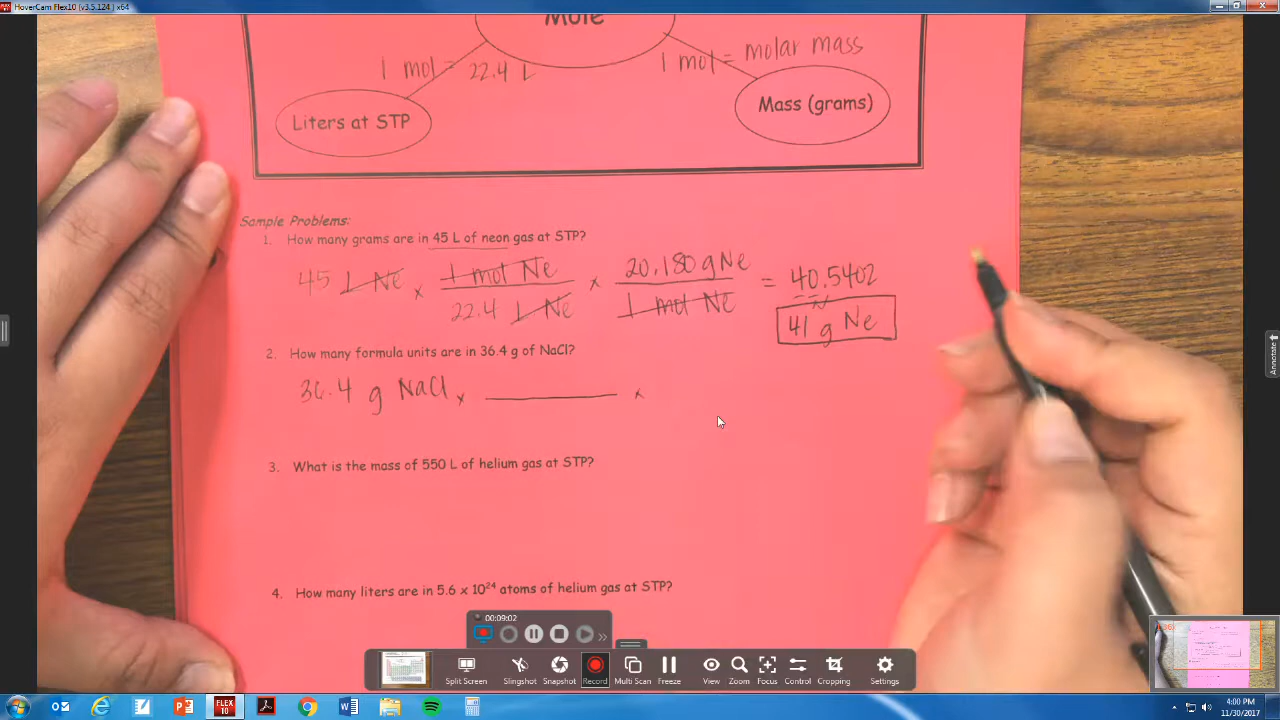 HoverCam Flex10 (v3.5.124 ) x64
Mole
1 mol = 22.4 L
1 mol = molar mass
Liters at STP
Mass (grams)
Sample Problems:
1. How many grams are in 45 L of neon gas at STP?
45 L Ne x 1 mol Ne / 22.4 L Ne x 20.180 g Ne / 1 mol Ne = 40.5402
41 g Ne
2. How many formula units are in 36.4 g of NaCl?
36.4 g NaCl x ______ x
3. What is the mass of 550 L of helium gas at STP?
4. How many liters are in 5.6 x 10²⁴ atoms of helium gas at STP?
Annotate
00:09:02
Split Screen Slingshot Snapshot Record Multi Scan Freeze View Zoom Focus Control Cropping Settings
4:00 PM
11/30/2017